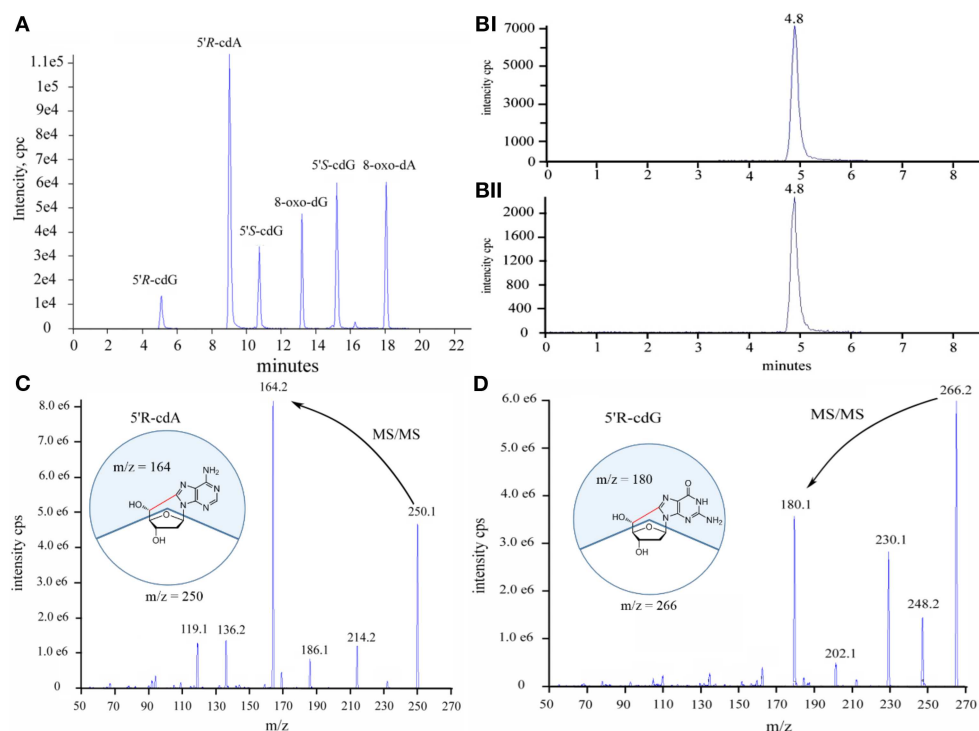 A
5'R-cdA
1.1e5
1e5
9e4
8e4
7e4
6e4
5e4
4e4
3e4
2e4
1e4
0
Intencity, cpc
5'R-cdG
5'S-cdG
8-oxo-dG
5'S-cdG
8-oxo-dA
0 2 4 6 8 10 12 14 16 18 20 22
minutes
BI
4.8
7000
5000
3000
1000
0
intencity cpc
0 1 2 3 4 5 6 7 8
BII
4.8
2000
1600
1200
800
400
0
intencity cpc
0 1 2 3 4 5 6 7 8
minutes
C
164.2
8.0 e6
7.0 e6
6.0 e6
5.0 e6
4.0 e6
3.0 e6
2.0 e6
1.0 e6
0
intensity cps
5'R-cdA
MS/MS
m/z = 164
NH2
N
N
N
N
HO
O
OH
m/z = 250
250.1
119.1
136.2
186.1
214.2
50 70 90 110 130 150 170 190 210 230 250 270
m/z
D
266.2
6.0 e6
5.0 e6
4.0 e6
3.0 e6
2.0 e6
1.0 e6
0
intensity cps
5'R-cdG
MS/MS
m/z = 180
O
N
NH
N
N
NH2
HO
O
OH
m/z = 266
180.1
230.1
248.2
202.1
50 70 90 110 130 150 170 190 210 230 250 270
m/z